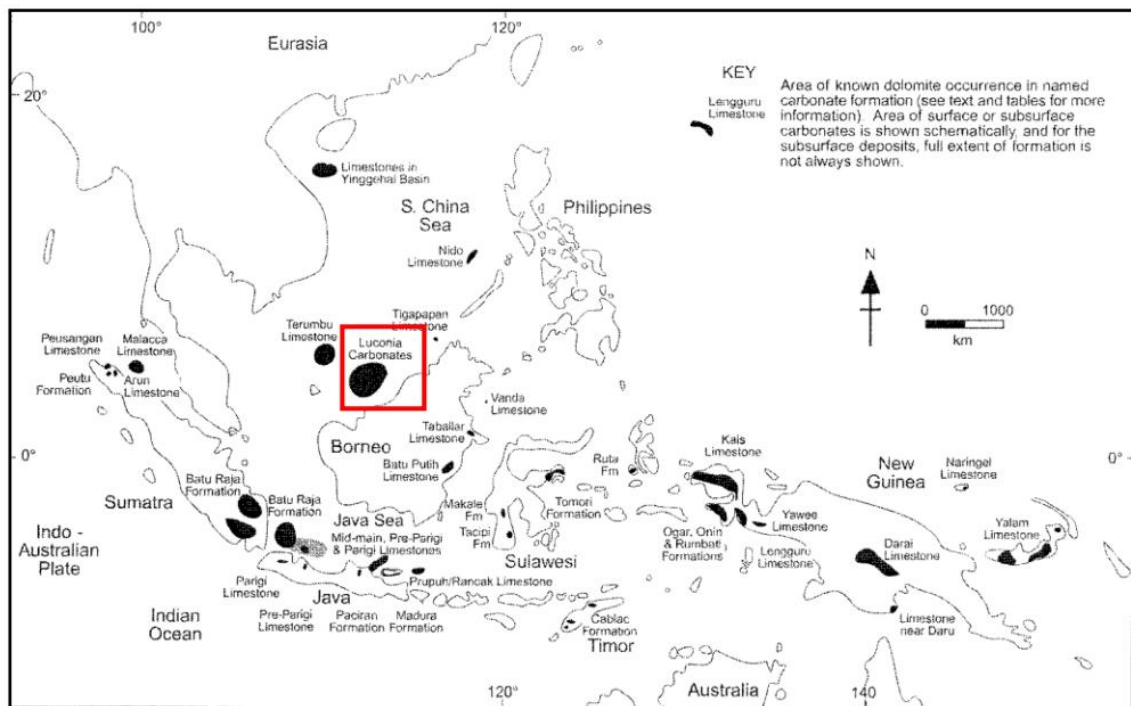 100°
120°
Eurasia
20°
KEY
Lengguru
Limestone
Area of known dolomite occurrence in named
carbonate formation (see text and tables for more
information). Area of surface or subsurface
carbonates is shown schematically, and for the
subsurface deposits, full extent of formation is
not always shown.
Limestones in
Yinggehai Basin
S. China
Sea
Philippines
Nido
Limestone
N
0 1000
km
Tigapapan
Limestone
Terumbu
Limestone
Luconia
Carbonates
Peusangan
Limestone
Malacca
Limestone
Peutu
Formation
Arun
Limestone
Vanda
Limestone
Taballar
Limestone
Borneo
Batu Putih
Limestone
Kais
Limestone
New
Guinea
Naringel
Limestone
0°
0°
Ruta
Fm
Sumatra
Batu Raja
Formation
Batu Raja
Formation
Makale
Fm
Tomori
Formation
Java Sea
Mid-main, Pre-Parigi
& Parigi Limestones
Tacipi
Fm
Sulawesi
Ogar, Onin
& Rumbati
Formations
Yawee
Limestone
Lengguru
Limestone
Darai
Limestone
Yalam
Limestone
Indo -
Australian
Plate
Parigi
Limestone
Prupuh/Rancak Limestone
Java
Indian
Ocean
Pre-Parigi
Limestone
Paciran
Formation
Madura
Formation
Cablac
Formation
Timor
Limestone
near Daru
120°
Australia
140